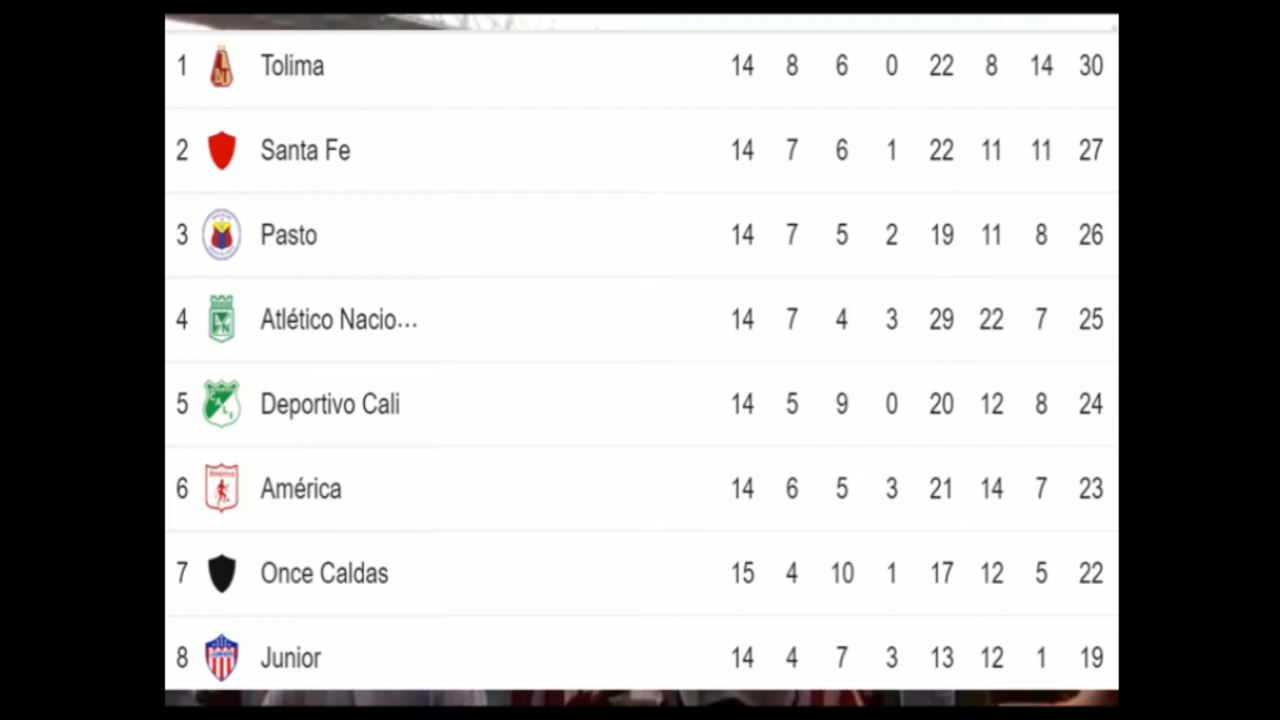 1 Tolima 14 8 6 0 22 8 14 30
2 Santa Fe 14 7 6 1 22 11 11 27
3 Pasto 14 7 5 2 19 11 8 26
4 Atlético Nacio... 14 7 4 3 29 22 7 25
5 Deportivo Cali 14 5 9 0 20 12 8 24
6 América 14 6 5 3 21 14 7 23
7 Once Caldas 15 4 10 1 17 12 5 22
8 Junior 14 4 7 3 13 12 1 19